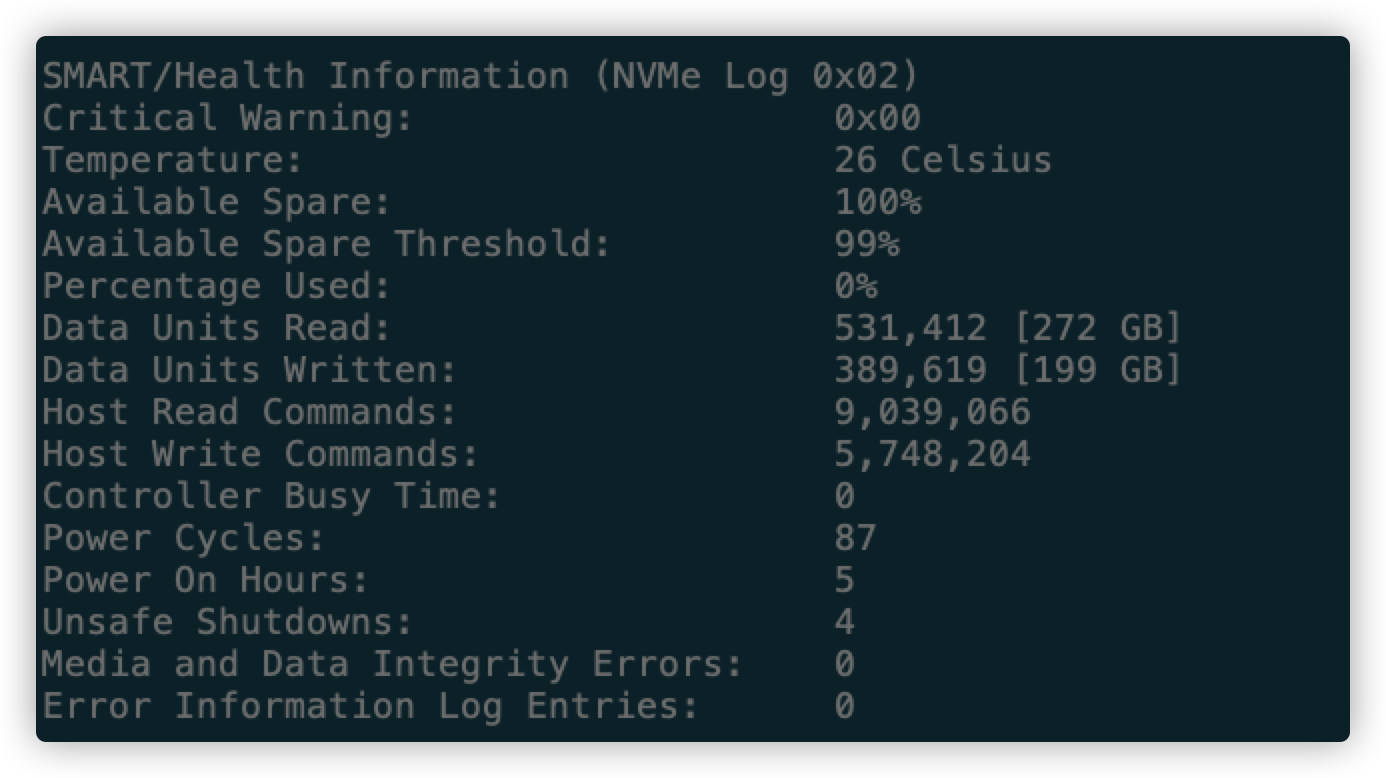 SMART/Health Information (NVMe Log 0x02)
Critical Warning: 0x00
Temperature: 26 Celsius
Available Spare: 100%
Available Spare Threshold: 99%
Percentage Used: 0%
Data Units Read: 531,412 [272 GB]
Data Units Written: 389,619 [199 GB]
Host Read Commands: 9,039,066
Host Write Commands: 5,748,204
Controller Busy Time: 0
Power Cycles: 87
Power On Hours: 5
Unsafe Shutdowns: 4
Media and Data Integrity Errors: 0
Error Information Log Entries: 0